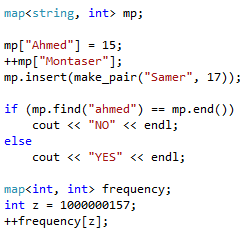 map<string, int> mp;
mp["Ahmed"] = 15;
++mp["Montaser"];
mp.insert(make_pair("Samer", 17));
if (mp.find("ahmed") == mp.end())
cout << "NO" << endl;
else
cout << "YES" << endl;
map<int, int> frequency;
int z = 1000000157;
++frequency[z];